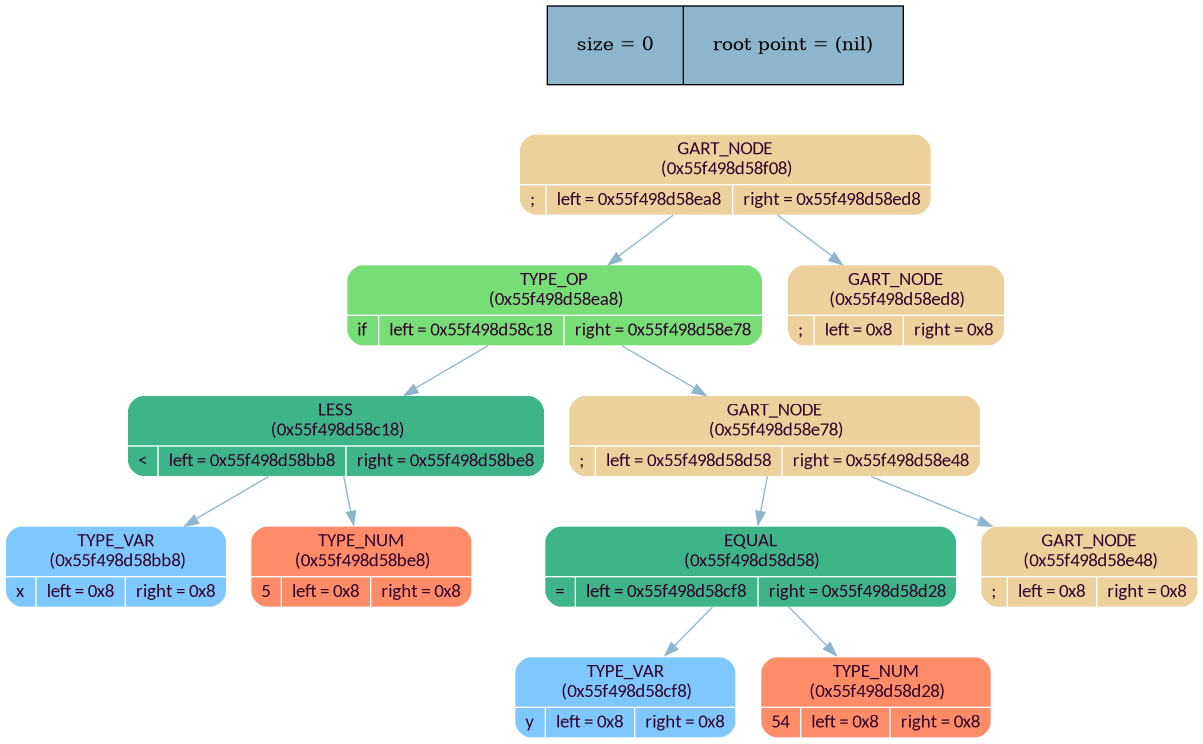 size = 0 root point = (nil)
GART_NODE
(0x55f498d58f08)
; left = 0x55f498d58ea8 right = 0x55f498d58ed8
TYPE_OP
(0x55f498d58ea8)
if left = 0x55f498d58c18 right = 0x55f498d58e78
GART_NODE
(0x55f498d58ed8)
; left = 0x8 right = 0x8
LESS
(0x55f498d58c18)
< left = 0x55f498d58bb8 right = 0x55f498d58be8
GART_NODE
(0x55f498d58e78)
; left = 0x55f498d58d58 right = 0x55f498d58e48
TYPE_VAR
(0x55f498d58bb8)
x left = 0x8 right = 0x8
TYPE_NUM
(0x55f498d58be8)
5 left = 0x8 right = 0x8
EQUAL
(0x55f498d58d58)
= left = 0x55f498d58cf8 right = 0x55f498d58d28
GART_NODE
(0x55f498d58e48)
; left = 0x8 right = 0x8
TYPE_VAR
(0x55f498d58cf8)
y left = 0x8 right = 0x8
TYPE_NUM
(0x55f498d58d28)
54 left = 0x8 right = 0x8